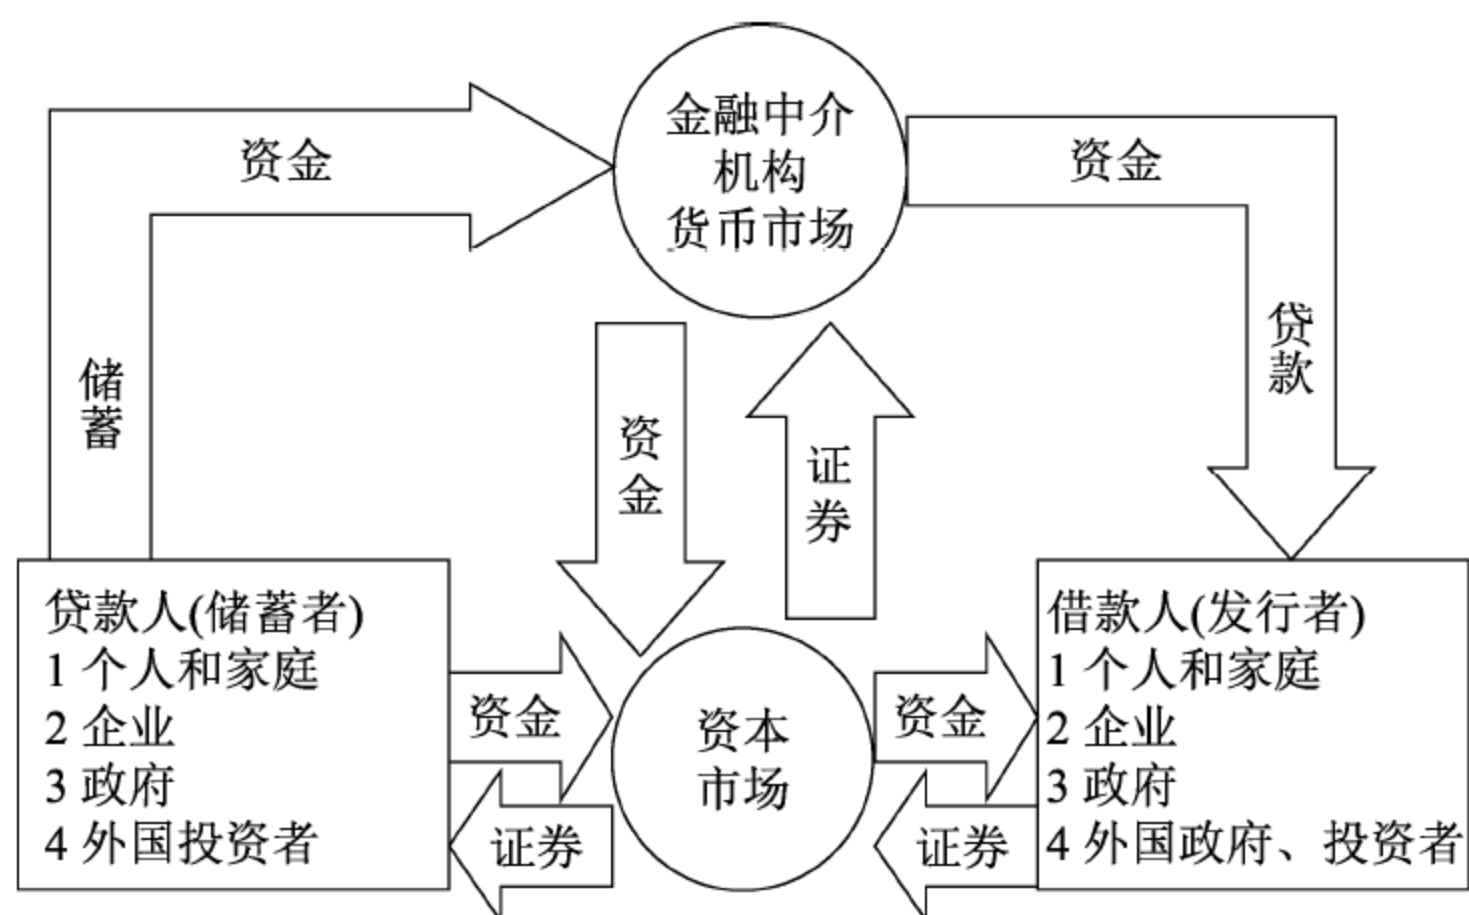 金融中介
机构
货币市场
资金
资金
储蓄
贷款
资金
证券
贷款人(储蓄者)
1 个人和家庭
2 企业
3 政府
4 外国投资者
资金
证券
资本
市场
资金
证券
借款人(发行者)
1 个人和家庭
2 企业
3 政府
4 外国政府、投资者